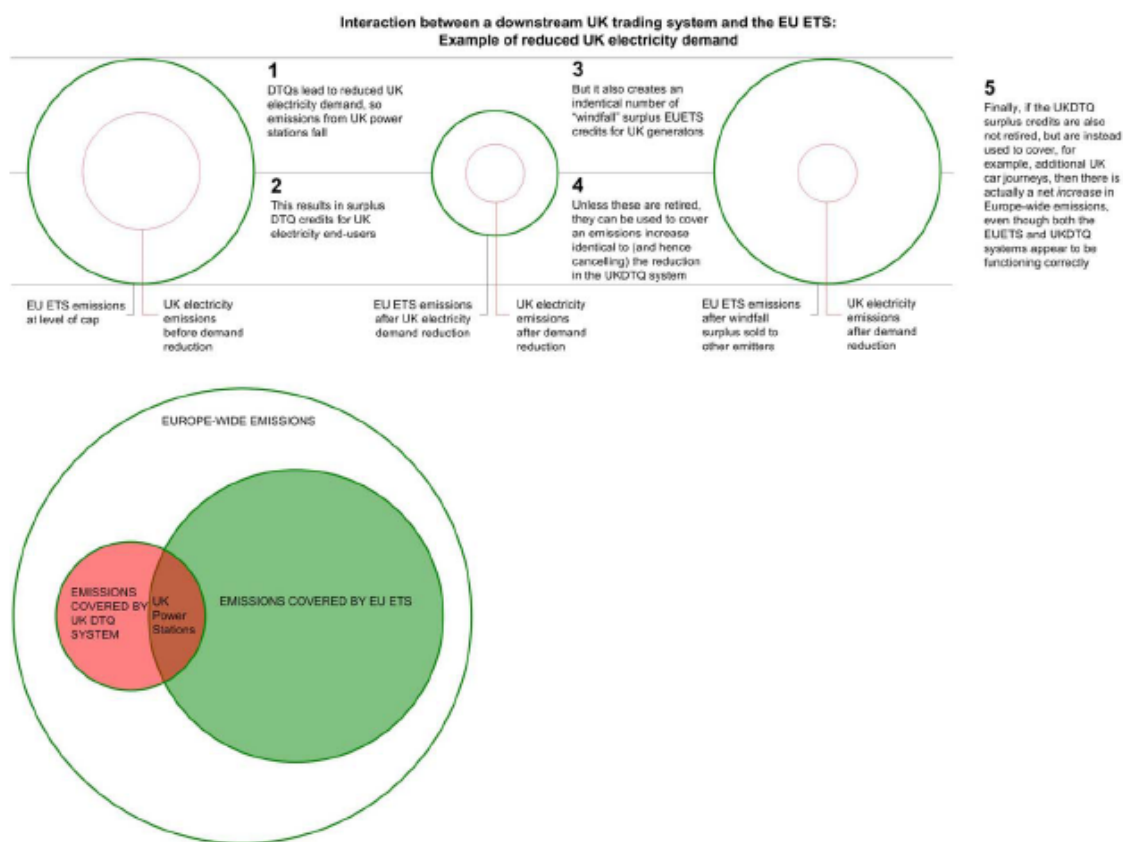 Interaction between a downstream UK trading system and the EU ETS:
Example of reduced UK electricity demand
1
DTQs lead to reduced UK
electricity demand, so
emissions from UK power
stations fall
2
This results in surplus
DTQ credits for UK
electricity end-users
3
But it also creates an
indentical number of
"windfall" surplus EUETS
credits for UK generators
4
Unless these are retired,
they can be used to cover
an emissions increase
identical to (and hence
cancelling) the reduction
in the UKDTQ system
5
Finally, if the UKDTQ
surplus credits are also
not retired, but are instead
used to cover, for
example, additional UK
car journeys, then there is
actually a net increase in
Europe-wide emissions,
even though both the
EUETS and UKDTQ
systems appear to be
functioning correctly
EU ETS emissions
at level of cap
UK electricity
emissions
before demand
reduction
EU ETS emissions
after UK electricity
demand reduction
UK electricity
emissions
after demand
reduction
EU ETS emissions
after windfall
surplus sold to
other emitters
UK electricity
emissions
after demand
reduction
EUROPE-WIDE EMISSIONS
EMISSIONS
COVERED BY
UK DTQ
SYSTEM
UK
Power
Stations
EMISSIONS COVERED BY EU ETS